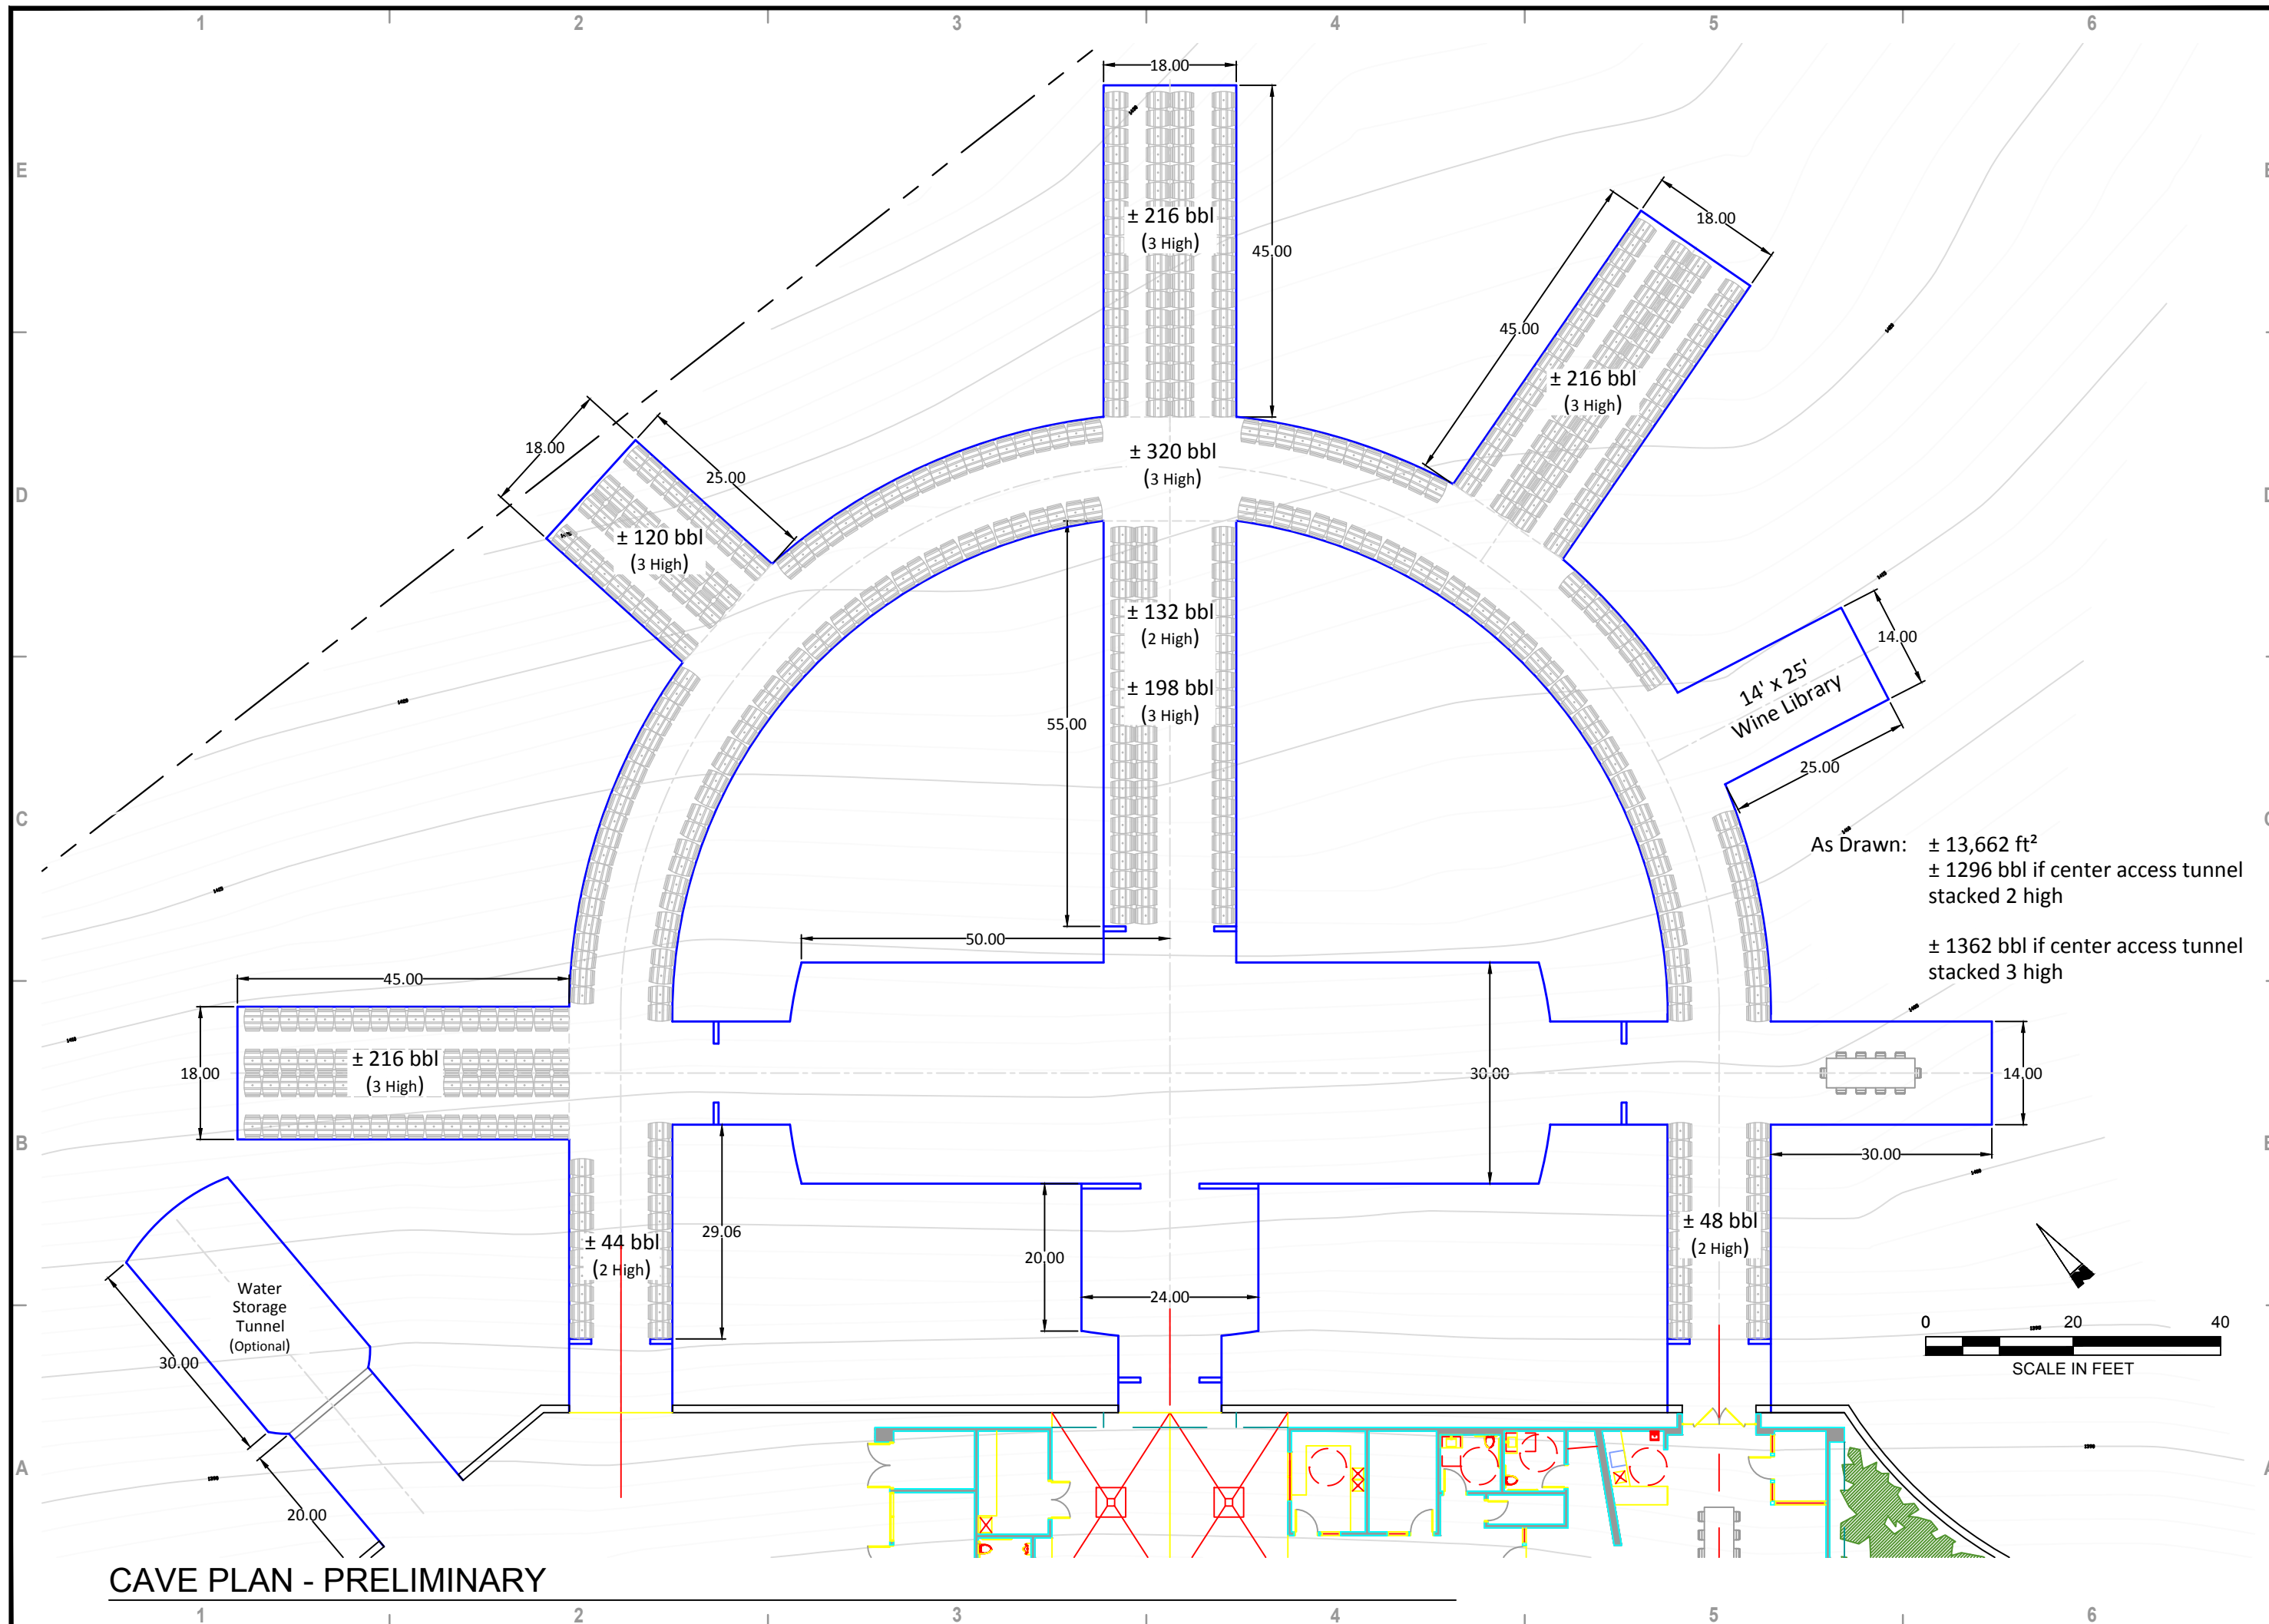 1 2 3 4 5 6
18.00
E
E
± 216 bbl
(3 High)
45.00
18.00
45.00
± 216 bbl
(3 High)
18.00
25.00
± 320 bbl
(3 High)
D
D
± 120 bbl
(3 High)
± 132 bbl
(2 High)
14.00
± 198 bbl
(3 High)
14' x 25'
Wine Library
55.00
25.00
C
C
As Drawn: ± 13,662 ft²
± 1296 bbl if center access tunnel
stacked 2 high
± 1362 bbl if center access tunnel
stacked 3 high
50.00
45.00
18.00
± 216 bbl
(3 High)
30.00
14.00
B
B
30.00
± 44 bbl
(2 High)
29.06
20.00
± 48 bbl
(2 High)
24.00
Water
Storage
Tunnel
(Optional)
30.00
0 20 40
SCALE IN FEET
A
A
20.00
CAVE PLAN - PRELIMINARY
1 2 3 4 5 6